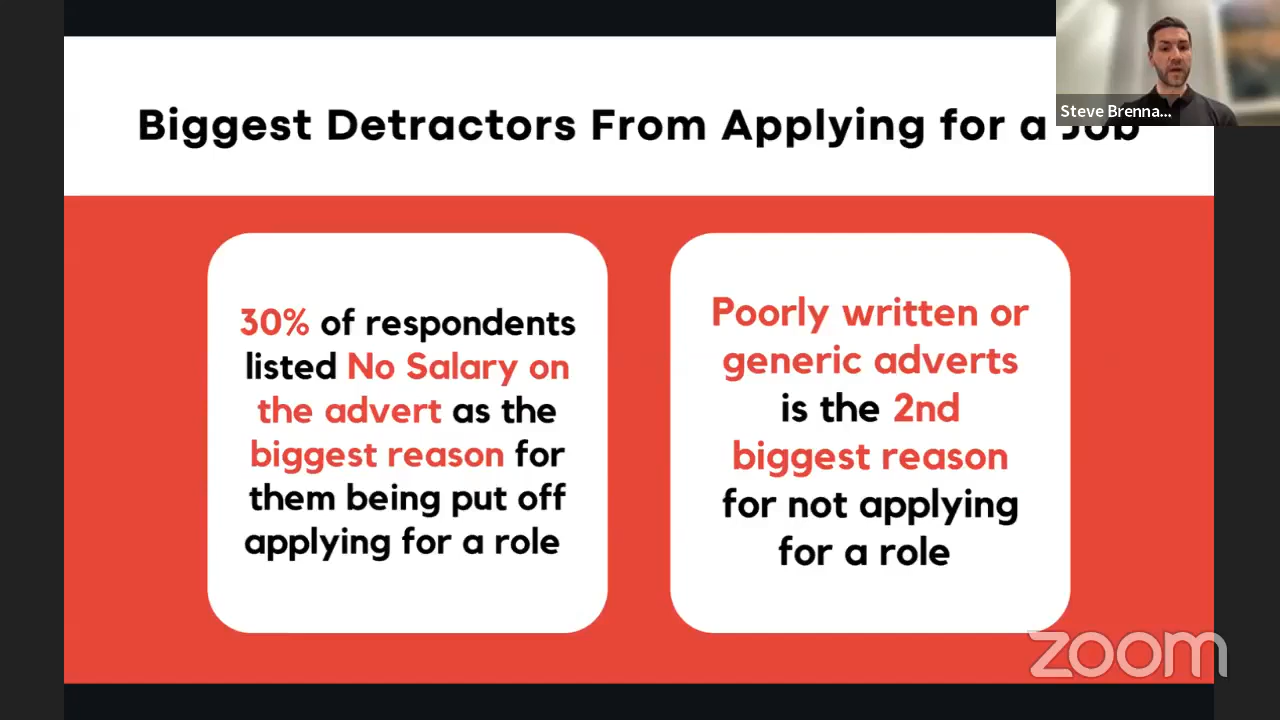 Biggest Detractors From Applying for a Job
Steve Brenna...
30% of respondents
listed No Salary on
the advert as the
biggest reason for
them being put off
applying for a role
Poorly written or
generic adverts
is the 2nd
biggest reason
for not applying
for a role
zoom